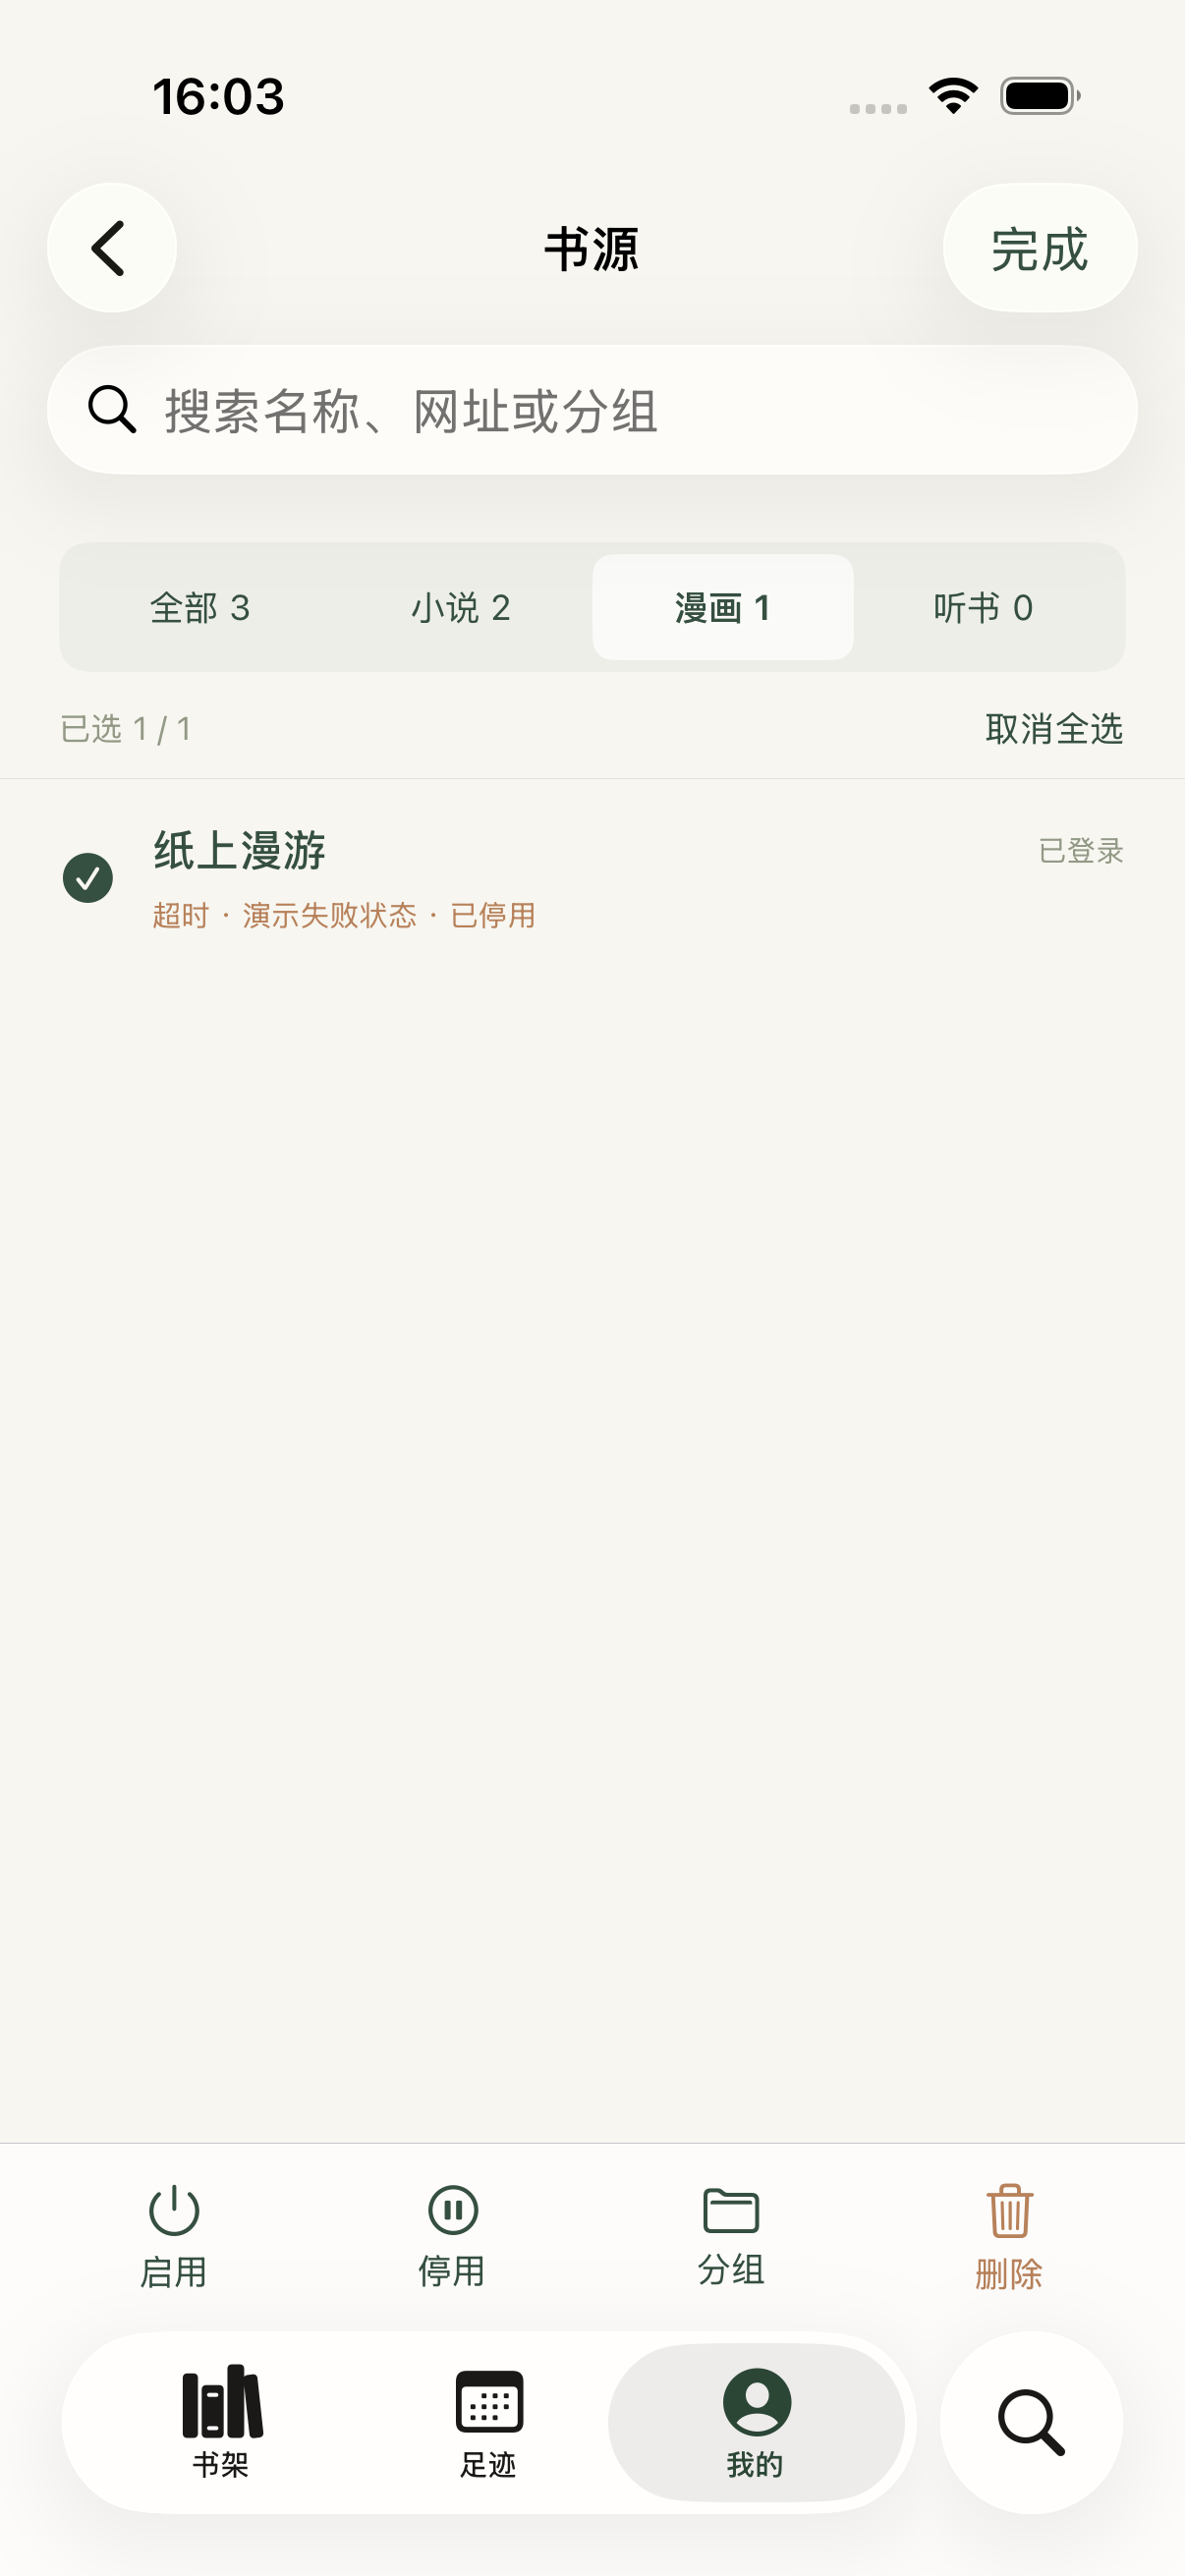 16:03
书源
完成
搜索名称、网址或分组
全部 3
小说 2
漫画 1
听书 0
已选 1 / 1
取消全选
纸上漫游
已登录
超时 · 演示失败状态 · 已停用
启用
停用
分组
删除
书架
足迹
我的